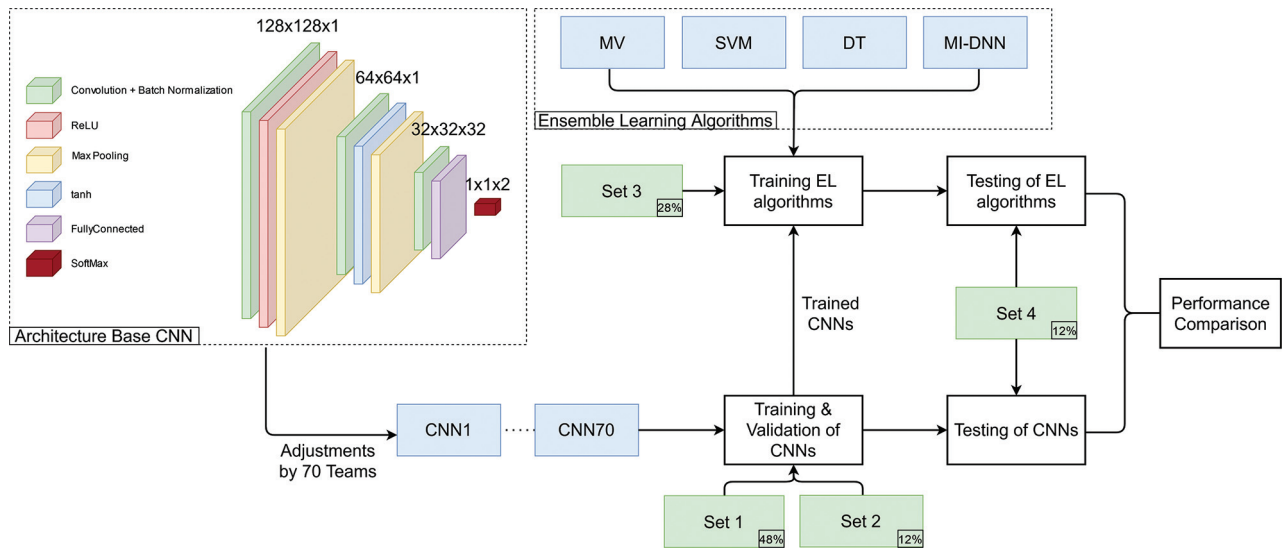 128x128x1
64x64x1
32x32x32
1x1x2
Convolution + Batch Normalization
ReLU
Max Pooling
tanh
FullyConnected
SoftMax
Architecture Base CNN
MV
SVM
DT
MI-DNN
Ensemble Learning Algorithms
Set 3
28%
Training EL
algorithms
Testing of EL
algorithms
Trained
CNNs
Set 4
12%
Performance
Comparison
Adjustments
by 70 Teams
CNN1
CNN70
Training &
Validation of
CNNs
Testing of CNNs
Set 1
48%
Set 2
12%